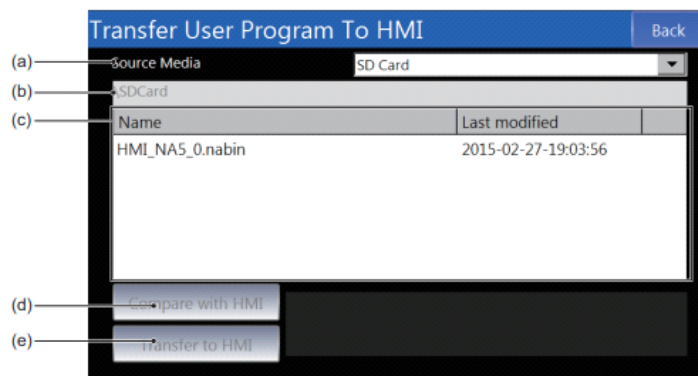 Transfer User Program To HMI
Back
(a) Source Media SD Card
(b) \SDCard
(c) Name Last modified
HMI_NA5_0.nabin 2015-02-27-19:03:56
(d) Compare with HMI
(e) Transfer to HMI